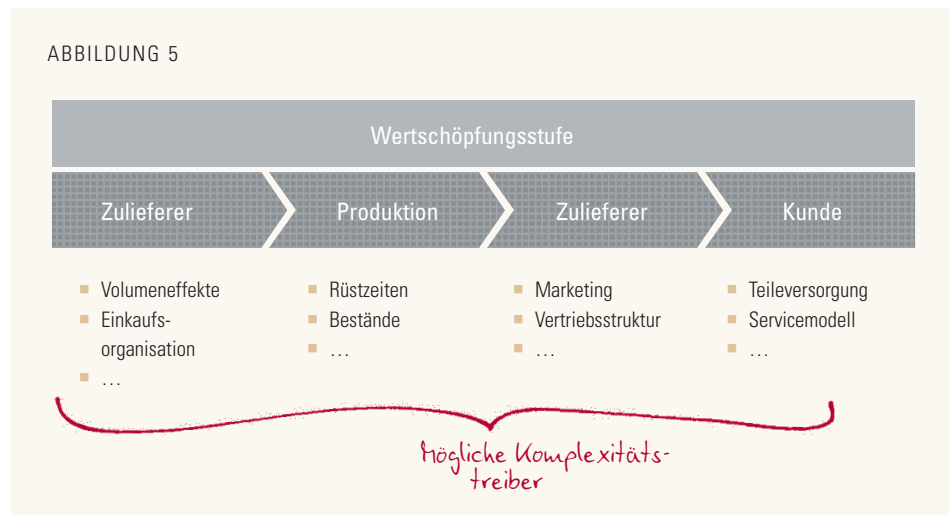 ABBILDUNG 5
Wertschöpfungsstufe
Zulieferer
Produktion
Zulieferer
Kunde
Volumeneffekte
Einkaufs-
organisation
…
Rüstzeiten
Bestände
…
Marketing
Vertriebsstruktur
…
Teileversorgung
Servicemodell
…
Mögliche Komplexitäts-
treiber